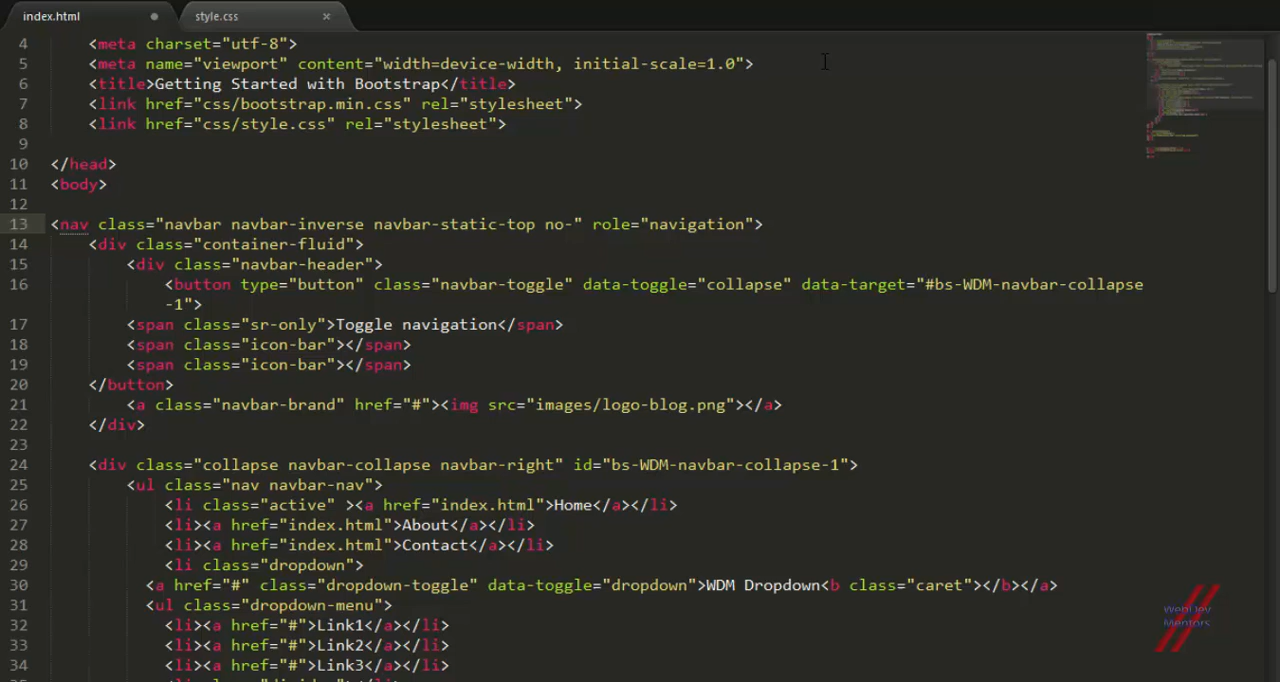 index.html
style.css
4 <meta charset="utf-8">
5 <meta name="viewport" content="width=device-width, initial-scale=1.0">
6 <title>Getting Started with Bootstrap</title>
7 <link href="css/bootstrap.min.css" rel="stylesheet">
8 <link href="css/style.css" rel="stylesheet">
9
10 </head>
11 <body>
12
13 <nav class="navbar navbar-inverse navbar-static-top no-" role="navigation">
14 <div class="container-fluid">
15 <div class="navbar-header">
16 <button type="button" class="navbar-toggle" data-toggle="collapse" data-target="#bs-WDM-navbar-collapse
-1">
17 <span class="sr-only">Toggle navigation</span>
18 <span class="icon-bar"></span>
19 <span class="icon-bar"></span>
20 </button>
21 <a class="navbar-brand" href="#"><img src="images/logo-blog.png"></a>
22 </div>
23
24 <div class="collapse navbar-collapse navbar-right" id="bs-WDM-navbar-collapse-1">
25 <ul class="nav navbar-nav">
26 <li class="active" ><a href="index.html">Home</a></li>
27 <li><a href="index.html">About</a></li>
28 <li><a href="index.html">Contact</a></li>
29 <li class="dropdown">
30 <a href="#" class="dropdown-toggle" data-toggle="dropdown">WDM Dropdown<b class="caret"></b></a>
31 <ul class="dropdown-menu">
32 <li><a href="#">Link1</a></li>
33 <li><a href="#">Link2</a></li>
34 <li><a href="#">Link3</a></li>
WebDev
Mentors